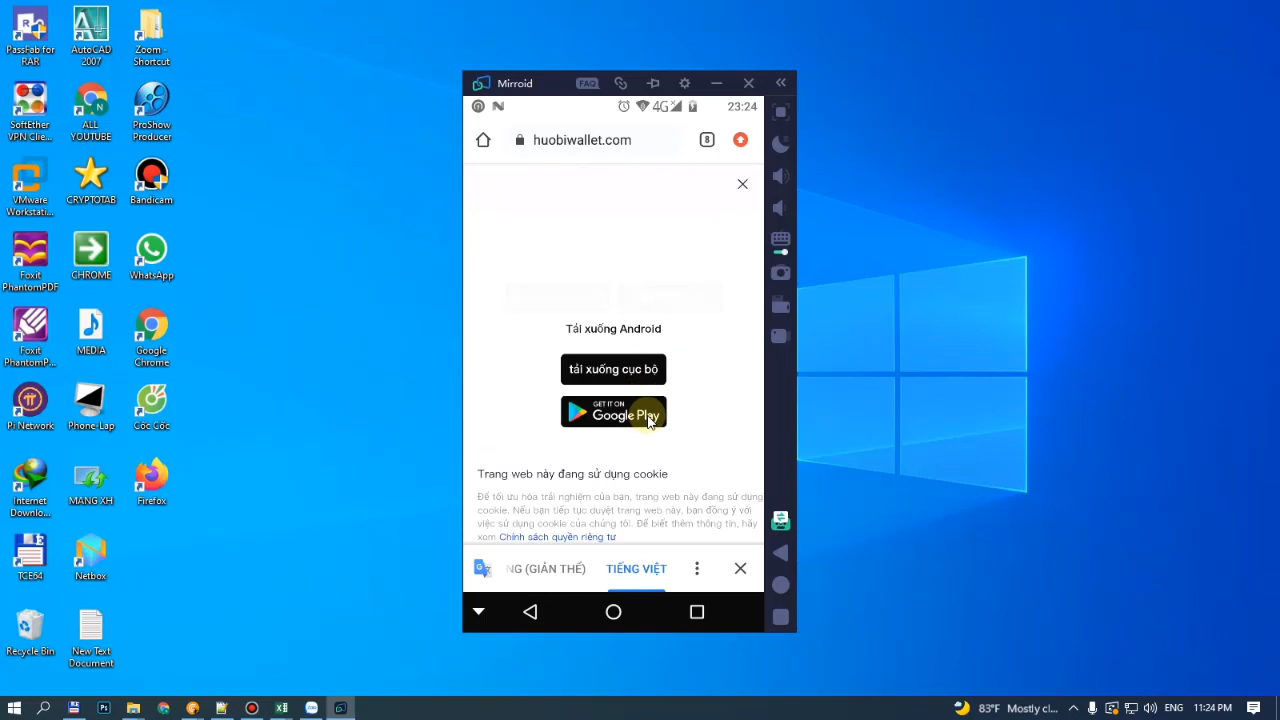 PassFab for
RAR
AutoCAD
2007
Zoom -
Shortcut
SoftEther
VPN Clie...
ALL
YOUTUBE
ProShow
Producer
VMware
Workstati...
CRYPTOTAB
Bandicam
Foxit
PhantomPDF
CHROME
WhatsApp
Foxit
PhantomP...
MEDIA
Google
Chrome
Pi Network
Phone-Lap
Cốc Cốc
Internet
Downlo...
MANG XH
Firefox
TCE64
Netbox
Recycle Bin
New Text
Document
Mirroid
FAQ
4G
23:24
huobiwallet.com
8
Tải xuống Android
tải xuống cục bộ
GET IT ON
Google Play
Trang web này đang sử dụng cookie
Để tối ưu hóa trải nghiệm của bạn, trang web này đang sử dụng
cookie. Nếu bạn tiếp tục duyệt trang web này, bạn đồng ý với
việc sử dụng cookie của chúng tôi. Để biết thêm thông tin, hãy
xem Chính sách quyền riêng tư
NG (GIẢN THỂ)
TIẾNG VIỆT
83°F Mostly cl...
ENG
11:24 PM